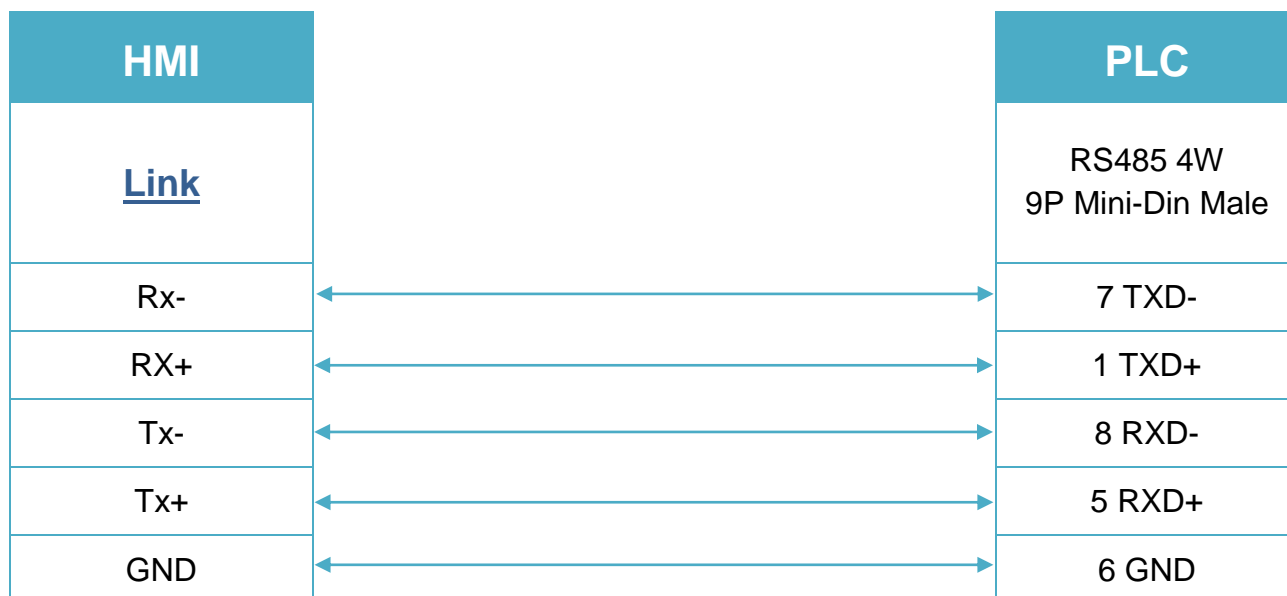 HMI PLC
Link
RS485 4W
9P Mini-Din Male
Rx- 7 TXD-
RX+ 1 TXD+
Tx- 8 RXD-
Tx+ 5 RXD+
GND 6 GND